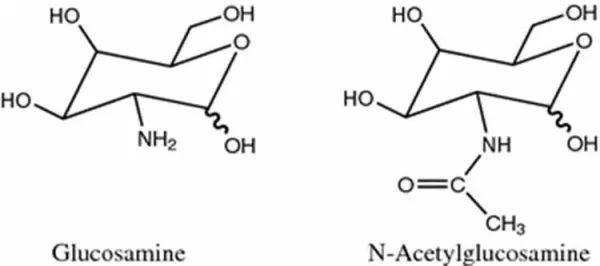 HO
OH
O
HO
NH2
OH
Glucosamine
HO
OH
O
HO
NH
OH
O
C
CH3
N-Acetylglucosamine